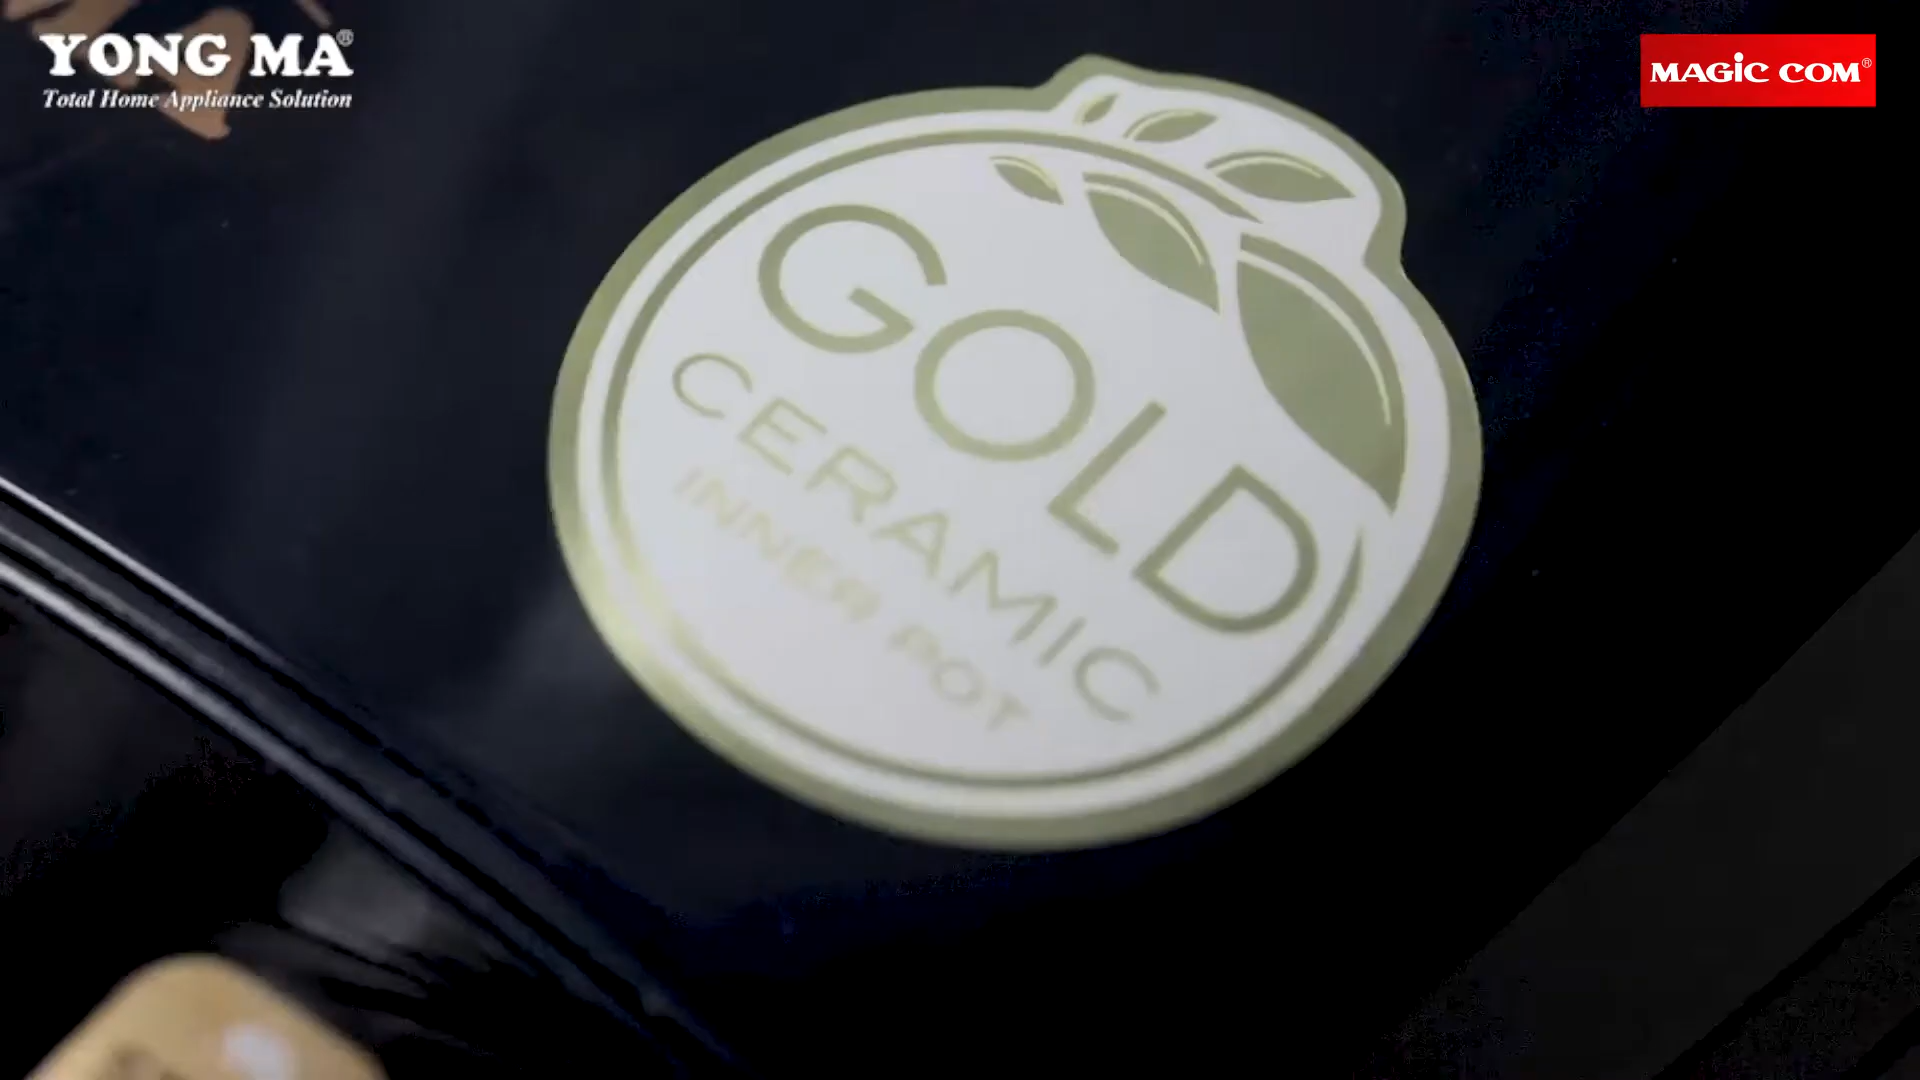 YONG MA®
Total Home Appliance Solution
MAGiC COM®
GOLD
CERAMIC
INNER POT